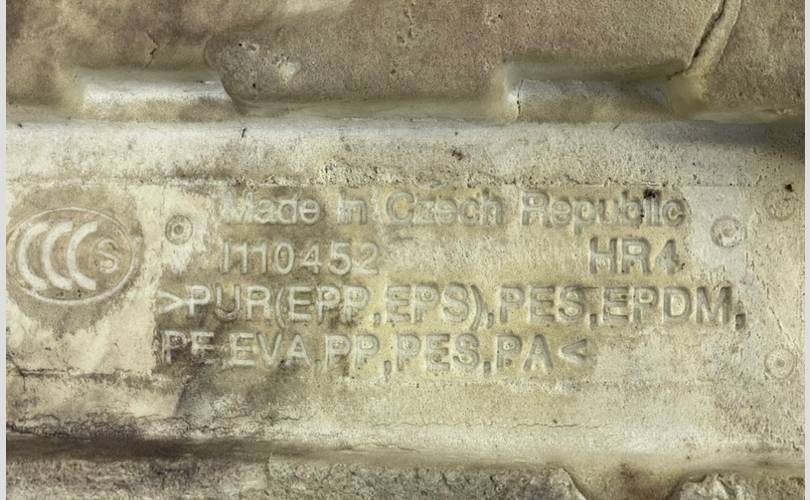 Made in Czech Republic
CCC S
1110452 HR4
>PUR(EPP,EPS),PES,EPDM,
PE,EVA,PP,PES,PA<